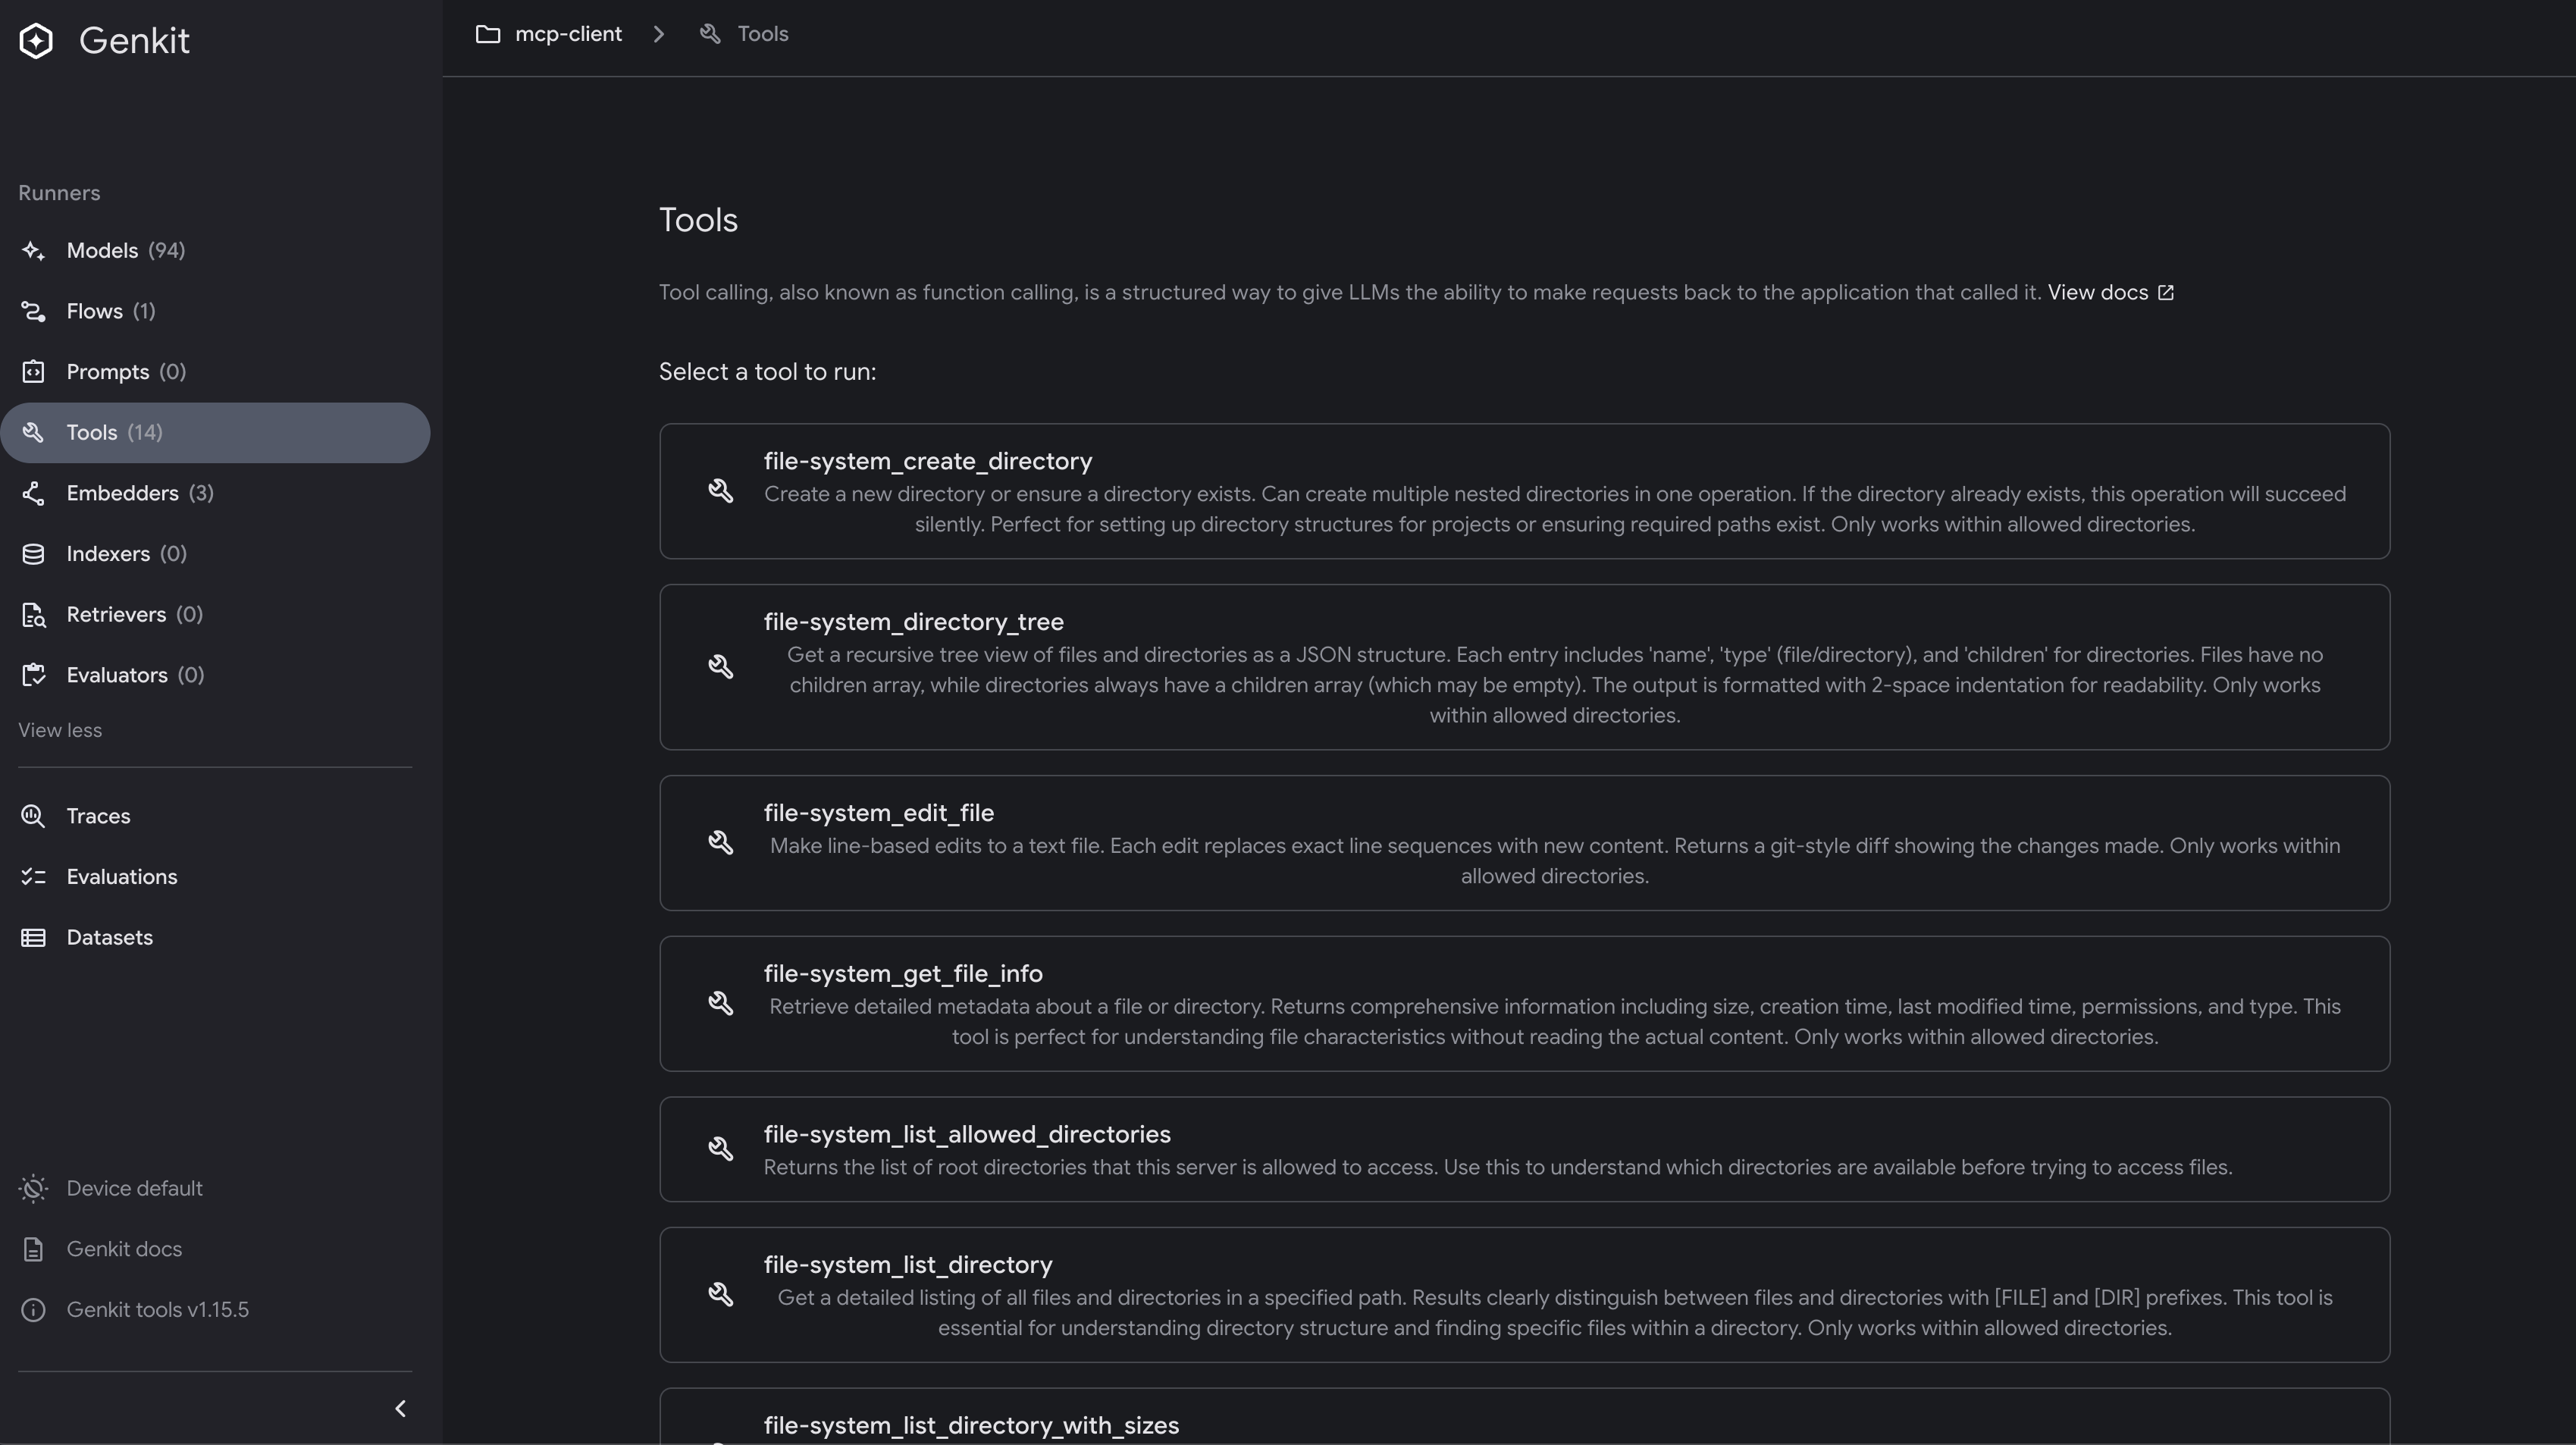 Genkit
mcp-client
Tools
Runners
Models (94)
Flows (1)
Prompts (0)
Tools (14)
Embedders (3)
Indexers (0)
Retrievers (0)
Evaluators (0)
View less
Traces
Evaluations
Datasets
Device default
Genkit docs
Genkit tools v1.15.5
Tools
Tool calling, also known as function calling, is a structured way to give LLMs the ability to make requests back to the application that called it. View docs
Select a tool to run:
file-system_create_directory
Create a new directory or ensure a directory exists. Can create multiple nested directories in one operation. If the directory already exists, this operation will succeed
silently. Perfect for setting up directory structures for projects or ensuring required paths exist. Only works within allowed directories.
file-system_directory_tree
Get a recursive tree view of files and directories as a JSON structure. Each entry includes 'name', 'type' (file/directory), and 'children' for directories. Files have no
children array, while directories always have a children array (which may be empty). The output is formatted with 2-space indentation for readability. Only works
within allowed directories.
file-system_edit_file
Make line-based edits to a text file. Each edit replaces exact line sequences with new content. Returns a git-style diff showing the changes made. Only works within
allowed directories.
file-system_get_file_info
Retrieve detailed metadata about a file or directory. Returns comprehensive information including size, creation time, last modified time, permissions, and type. This
tool is perfect for understanding file characteristics without reading the actual content. Only works within allowed directories.
file-system_list_allowed_directories
Returns the list of root directories that this server is allowed to access. Use this to understand which directories are available before trying to access files.
file-system_list_directory
Get a detailed listing of all files and directories in a specified path. Results clearly distinguish between files and directories with [FILE] and [DIR] prefixes. This tool is
essential for understanding directory structure and finding specific files within a directory. Only works within allowed directories.
file-system_list_directory_with_sizes